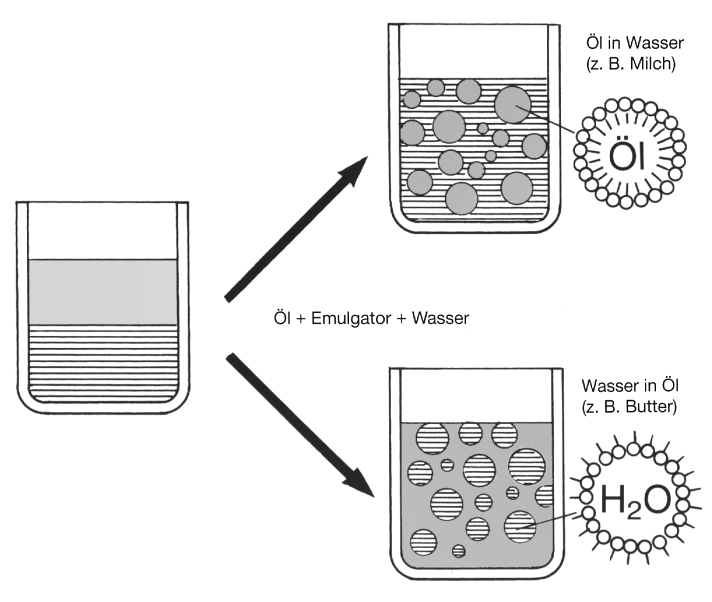 Öl in Wasser
(z. B. Milch)
Öl
Öl + Emulgator + Wasser
Wasser in Öl
(z. B. Butter)
H₂O